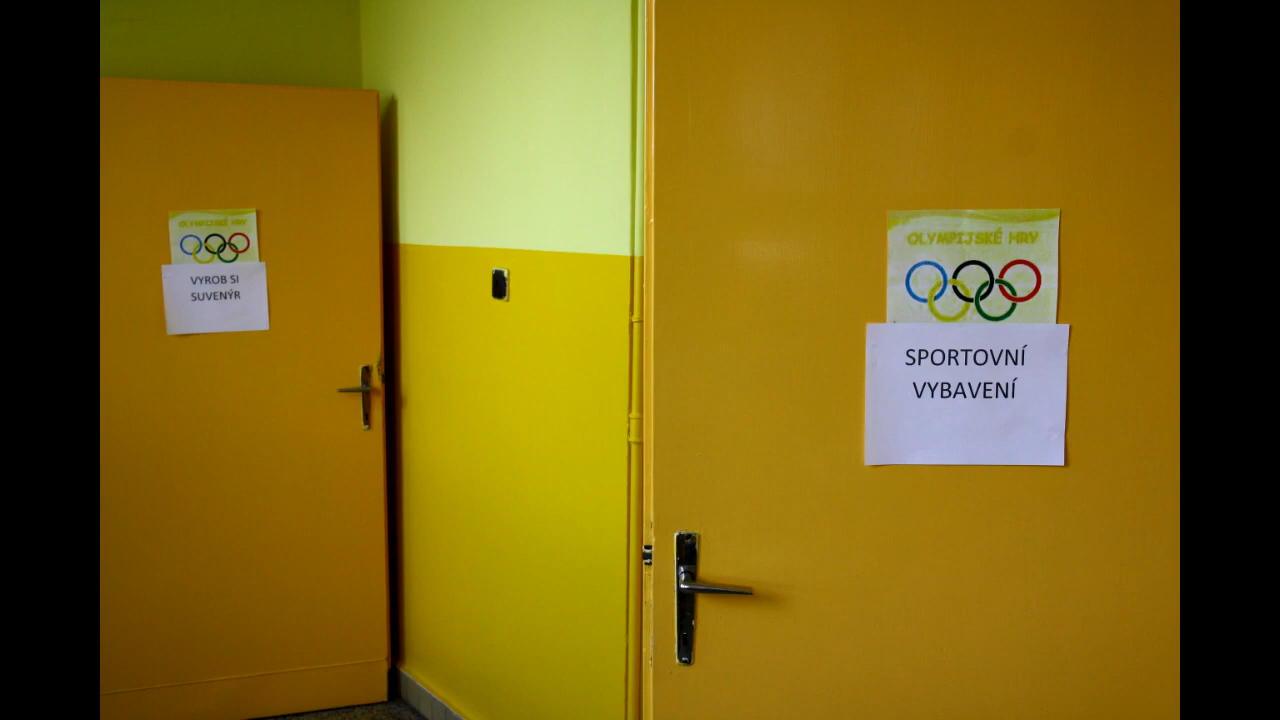 OLYMPIJSKÉ HRY
VYROB SI
SUVENÝR
OLYMPIJSKÉ HRY
SPORTOVNÍ
VYBAVENÍ